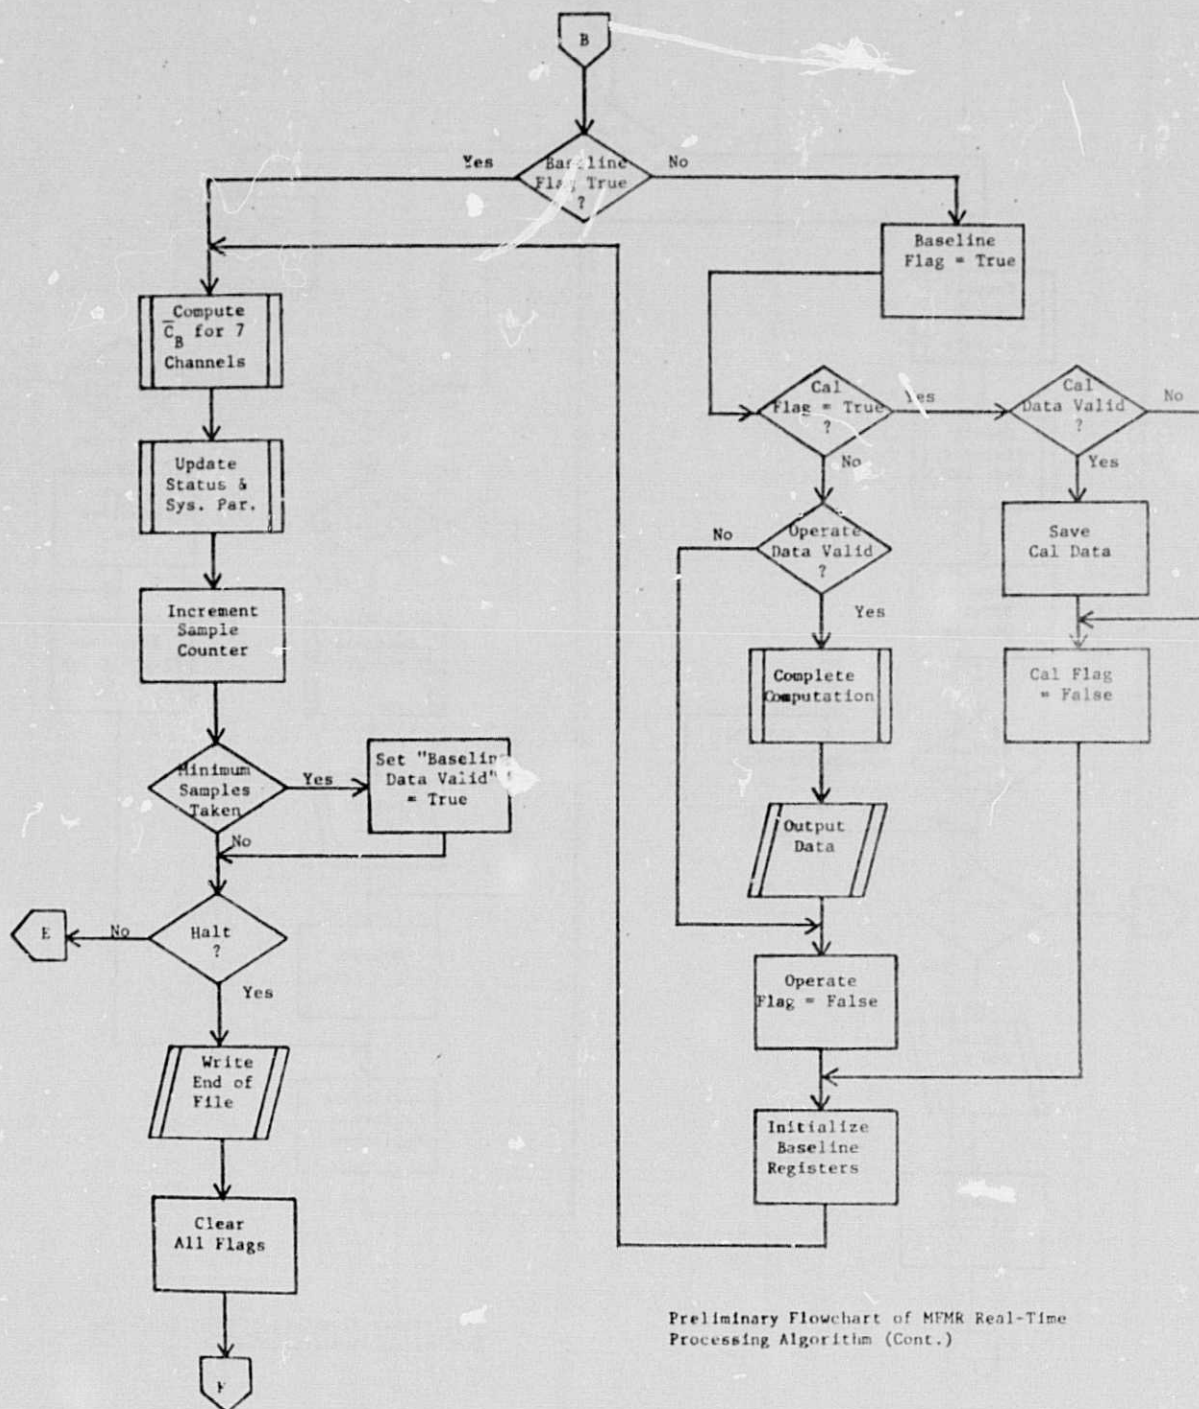 B
Yes
Baseline
Flag True
?
No
Baseline
Flag = True
Compute
C̅B for 7
Channels
Cal
Flag = True
?
Yes
Cal
Data Valid
?
No
No
Yes
Update
Status &
Sys. Par.
Operate
Data Valid
?
No
Yes
Save
Cal Data
Increment
Sample
Counter
Complete
Computation
Cal Flag
= False
Minimum
Samples
Taken
Yes
Set "Baseline
Data Valid"
= True
No
Output
Data
E
No
Halt
?
Yes
Operate
Flag = False
Write
End of
File
Initialize
Baseline
Registers
Clear
All Flags
Preliminary Flowchart of MFMR Real-Time
Processing Algorithm (Cont.)